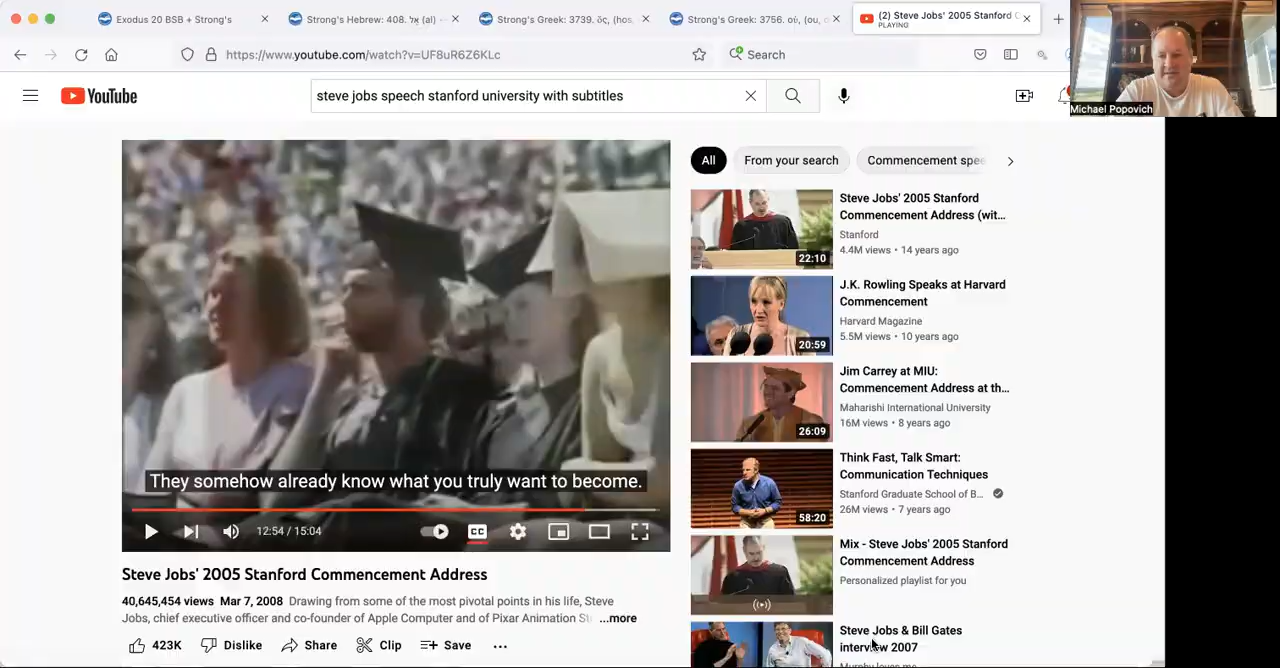 Exodus 20 BSB + Strong's
Strong's Hebrew: 408. אַל (al) -
Strong's Greek: 3739. ὅς, (hos,
Strong's Greek: 3756. οὐ, (ou,
(2) Steve Jobs' 2005 Stanford C
PLAYING
https://www.youtube.com/watch?v=UF8uR6Z6KLc
Search
Michael Popovich
YouTube
steve jobs speech stanford university with subtitles
All
From your search
Commencement spee
They somehow already know what you truly want to become.
12:54 / 15:04
CC
Steve Jobs' 2005 Stanford Commencement Address
40,645,454 views Mar 7, 2008 Drawing from some of the most pivotal points in his life, Steve
Jobs, chief executive officer and co-founder of Apple Computer and of Pixar Animation St ...more
423K
Dislike
Share
Clip
Save
Steve Jobs' 2005 Stanford
Commencement Address (wit...
Stanford
4.4M views • 14 years ago
22:10
J.K. Rowling Speaks at Harvard
Commencement
Harvard Magazine
5.5M views • 10 years ago
20:59
Jim Carrey at MIU:
Commencement Address at th...
Maharishi International University
16M views • 8 years ago
26:09
Think Fast, Talk Smart:
Communication Techniques
Stanford Graduate School of B...
26M views • 7 years ago
58:20
Mix - Steve Jobs' 2005 Stanford
Commencement Address
Personalized playlist for you
Steve Jobs & Bill Gates
interview 2007
Murphy loves me